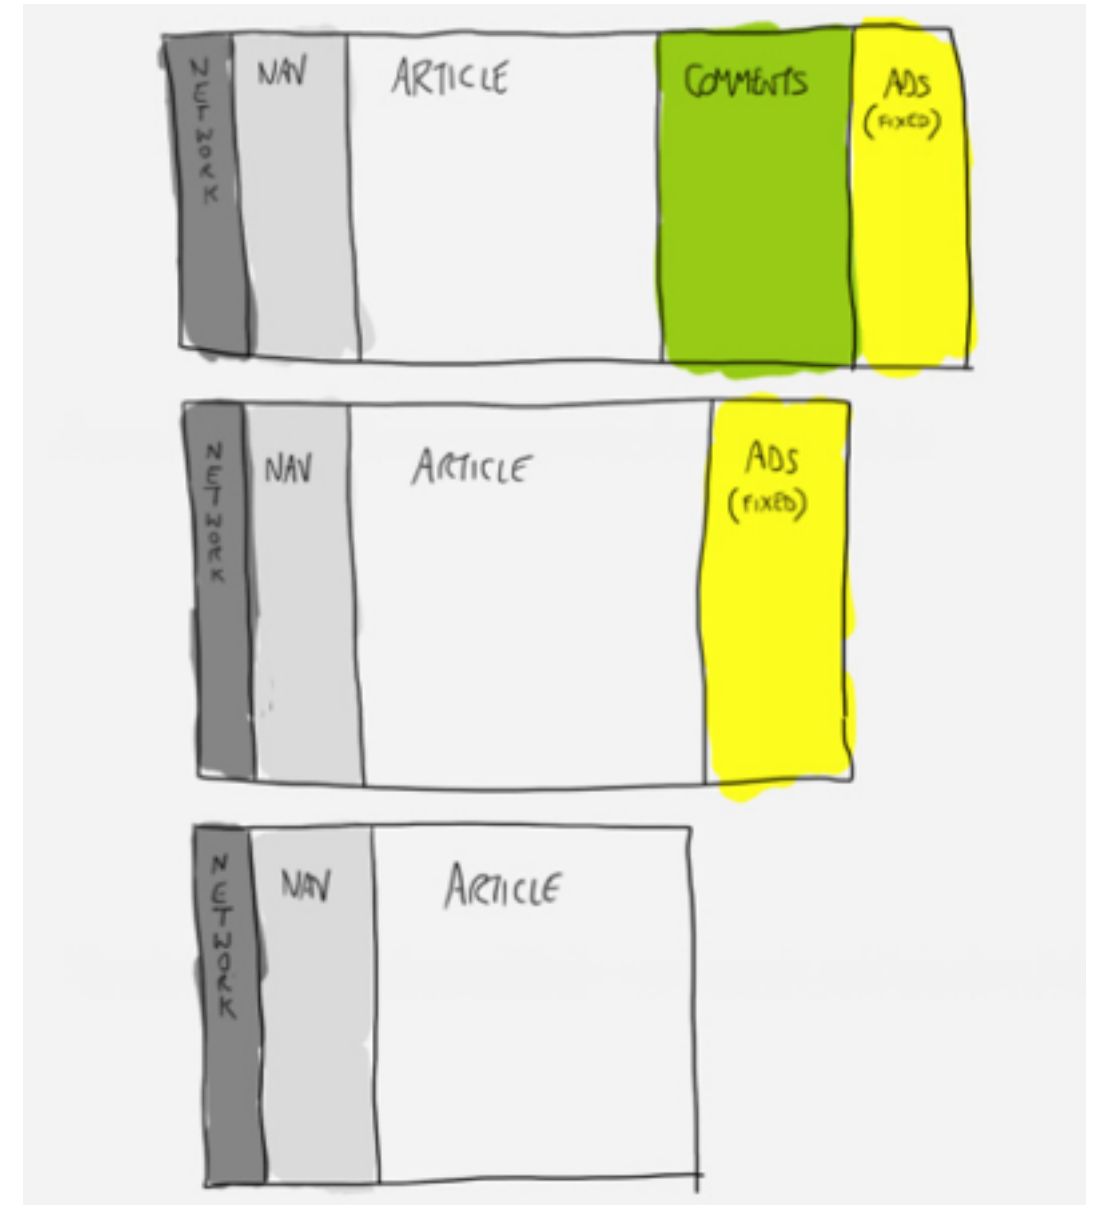 NETWORK
NAV
ARTICLE
COMMENTS
ADS
(FIXED)
NETWORK
NAV
ARTICLE
ADS
(FIXED)
NETWORK
NAV
ARTICLE